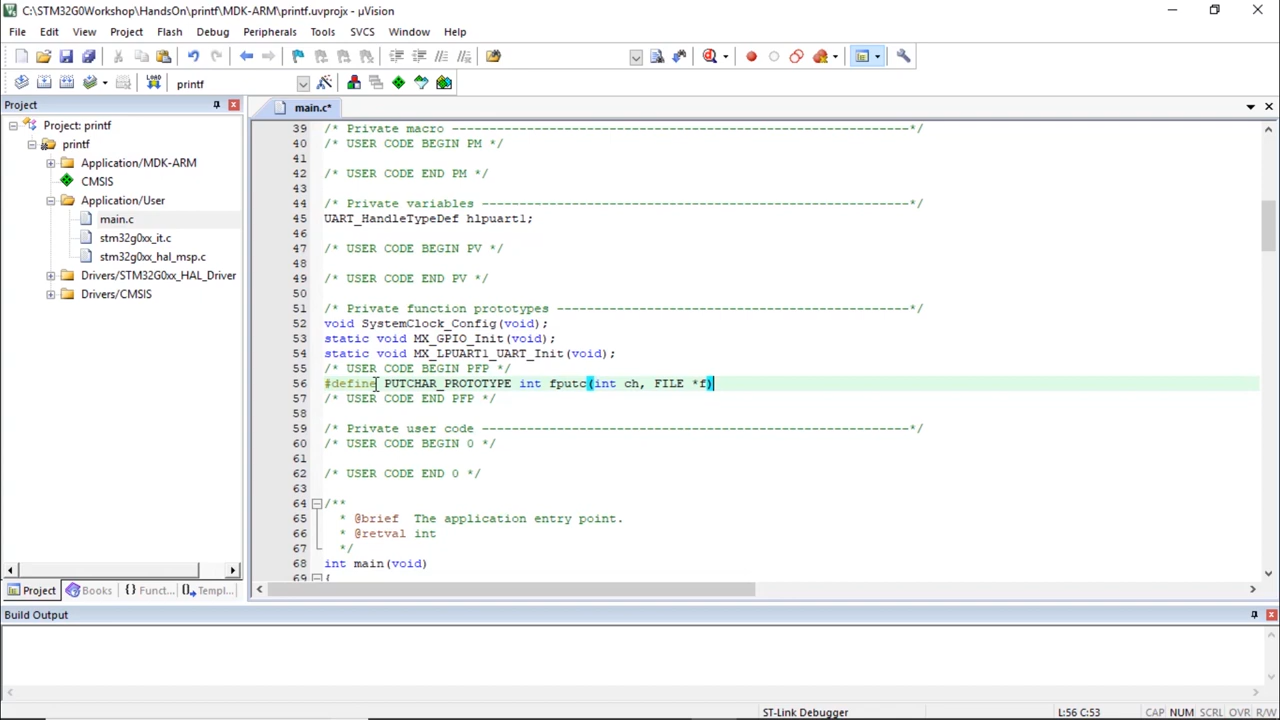 C:\STM32G0Workshop\HandsOn\printf\MDK-ARM\printf.uvprojx - µVision
File Edit View Project Flash Debug Peripherals Tools SVCS Window Help
LOAD printf
Project
main.c*
Project: printf
printf
Application/MDK-ARM
CMSIS
Application/User
main.c
stm32g0xx_it.c
stm32g0xx_hal_msp.c
Drivers/STM32G0xx_HAL_Driver
Drivers/CMSIS
Project Books {} Funct... Templ...
39 /* Private macro -------------------------------------------------------------*/
40 /* USER CODE BEGIN PM */
41
42 /* USER CODE END PM */
43
44 /* Private variables ---------------------------------------------------------*/
45 UART_HandleTypeDef hlpuart1;
46
47 /* USER CODE BEGIN PV */
48
49 /* USER CODE END PV */
50
51 /* Private function prototypes -----------------------------------------------*/
52 void SystemClock_Config(void);
53 static void MX_GPIO_Init(void);
54 static void MX_LPUART1_UART_Init(void);
55 /* USER CODE BEGIN PFP */
56 #define PUTCHAR_PROTOTYPE int fputc(int ch, FILE *f)
57 /* USER CODE END PFP */
58
59 /* Private user code ---------------------------------------------------------*/
60 /* USER CODE BEGIN 0 */
61
62 /* USER CODE END 0 */
63
64 /**
65 * @brief The application entry point.
66 * @retval int
67 */
68 int main(void)
69 {
Build Output
ST-Link Debugger L:56 C:53 CAP NUM SCRL OVR R/W